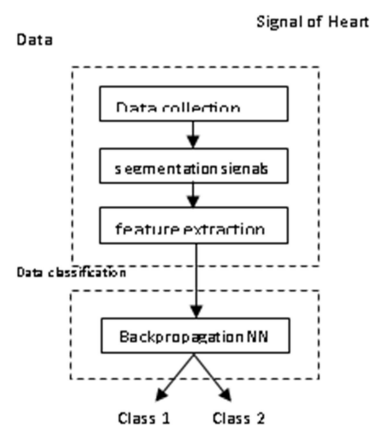 Signal of Heart
Data
Data collection
segmentation signals
feature extraction
Data classification
Backpropagation NN
Class 1 Class 2